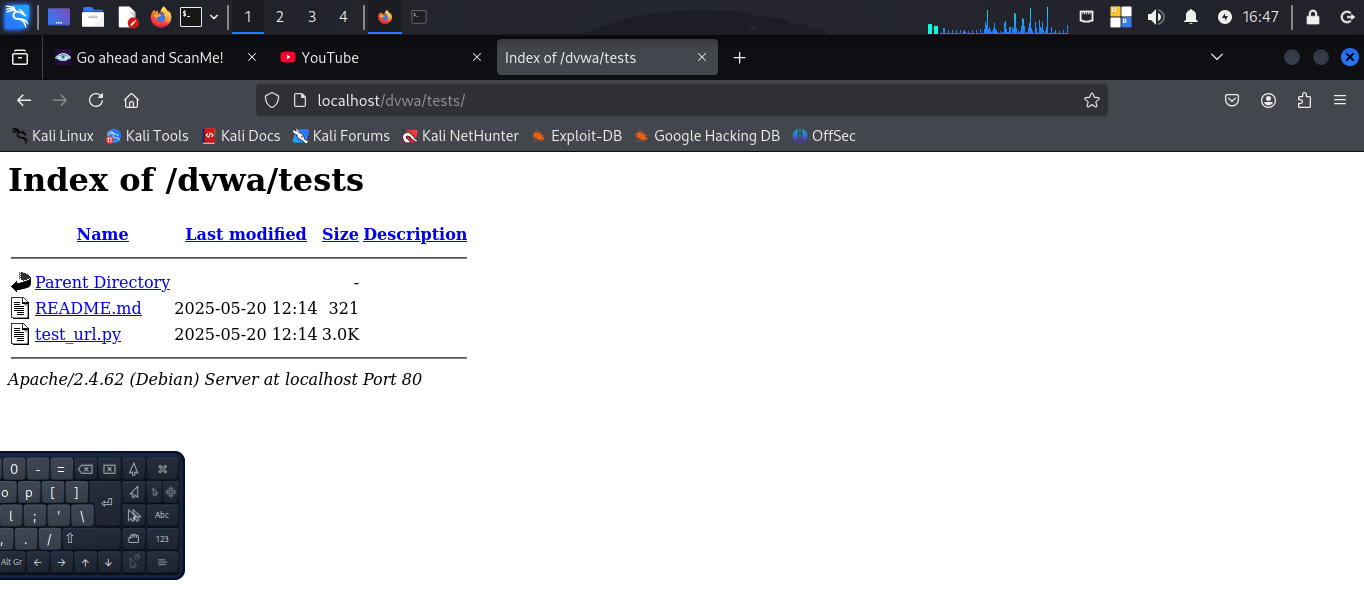 1 2 3 4 16:47
Go ahead and ScanMe! YouTube Index of /dvwa/tests
localhost/dvwa/tests/
Kali Linux Kali Tools Kali Docs Kali Forums Kali NetHunter Exploit-DB Google Hacking DB OffSec
Index of /dvwa/tests
Name Last modified Size Description
Parent Directory -
README.md 2025-05-20 12:14 321
test_url.py 2025-05-20 12:14 3.0K
Apache/2.4.62 (Debian) Server at localhost Port 80
0 - =
o p [ ]
l ; ' \ Abc
, . / 123
Alt Gr